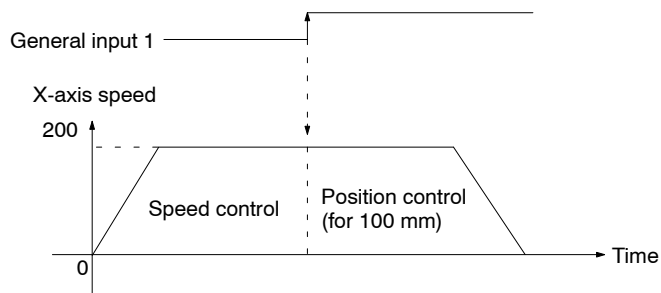 General input 1
X-axis speed
200
Speed control
Position control
(for 100 mm)
0
Time